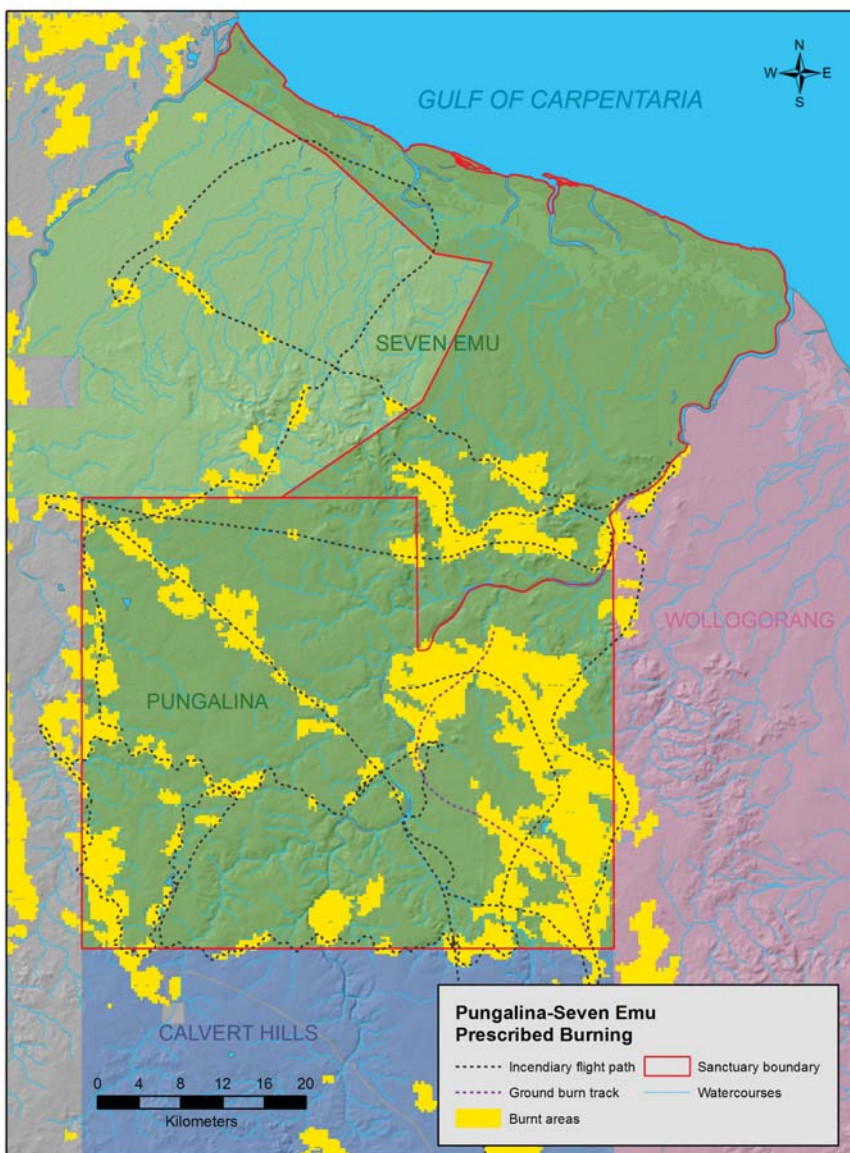 N
W E
S
GULF OF CARPENTARIA
SEVEN EMU
WOLLOGORANG
PUNGALINA
CALVERT HILLS
0 4 8 12 16 20
Kilometers
Pungalina-Seven Emu
Prescribed Burning
Incendiary flight path
Sanctuary boundary
Ground burn track
Watercourses
Burnt areas